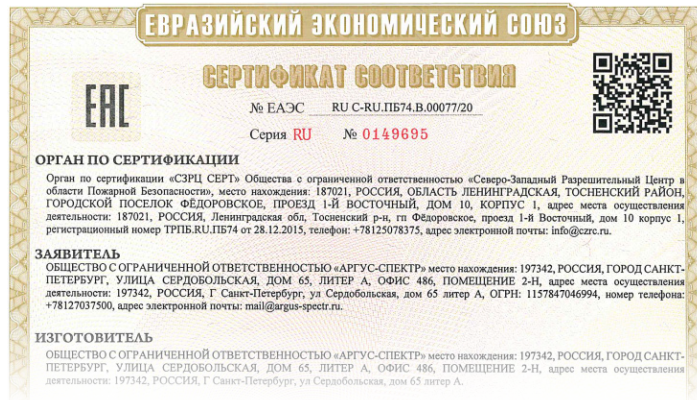 ЕВРАЗИЙСКИЙ ЭКОНОМИЧЕСКИЙ СОЮЗ
ЕАС
СЕРТИФИКАТ СООТВЕТСТВИЯ
№ ЕАЭС RU С-RU.ПБ74.В.00077/20
Серия RU № 0149695
ОРГАН ПО СЕРТИФИКАЦИИ
Орган по сертификации «СЗРЦ СЕРТ» Общества с ограниченной ответственностью «Северо-Западный Разрешительный Центр в
области Пожарной Безопасности», место нахождения: 187021, РОССИЯ, ОБЛАСТЬ ЛЕНИНГРАДСКАЯ, ТОСНЕНСКИЙ РАЙОН,
ГОРОДСКОЙ ПОСЕЛОК ФЁДОРОВСКОЕ, ПРОЕЗД 1-Й ВОСТОЧНЫЙ, ДОМ 10, КОРПУС 1, адрес места осуществления
деятельности: 187021, РОССИЯ, Ленинградская обл, Тосненский р-н, гп Фёдоровское, проезд 1-й Восточный, дом 10 корпус 1,
регистрационный номер ТРПБ.RU.ПБ74 от 28.12.2015, телефон: +78125078375, адрес электронной почты: info@czrc.ru.
ЗАЯВИТЕЛЬ
ОБЩЕСТВО С ОГРАНИЧЕННОЙ ОТВЕТСТВЕННОСТЬЮ «АРГУС-СПЕКТР» место нахождения: 197342, РОССИЯ, ГОРОД САНКТ-
ПЕТЕРБУРГ, УЛИЦА СЕРДОБОЛЬСКАЯ, ДОМ 65, ЛИТЕР А, ОФИС 486, ПОМЕЩЕНИЕ 2-Н, адрес места осуществления
деятельности: 197342, РОССИЯ, Г Санкт-Петербург, ул Сердобольская, дом 65 литер А, ОГРН: 1157847046994, номер телефона:
+78127037500, адрес электронной почты: mail@argus-spectr.ru.
ИЗГОТОВИТЕЛЬ
ОБЩЕСТВО С ОГРАНИЧЕННОЙ ОТВЕТСТВЕННОСТЬЮ «АРГУС-СПЕКТР» место нахождения: 197342, РОССИЯ, ГОРОД САНКТ-
ПЕТЕРБУРГ, УЛИЦА СЕРДОБОЛЬСКАЯ, ДОМ 65, ЛИТЕР А, ОФИС 486, ПОМЕЩЕНИЕ 2-Н, адрес места осуществления
деятельности: 197342, РОССИЯ, Г Санкт-Петербург, ул Сердобольская, дом 65 литер А.